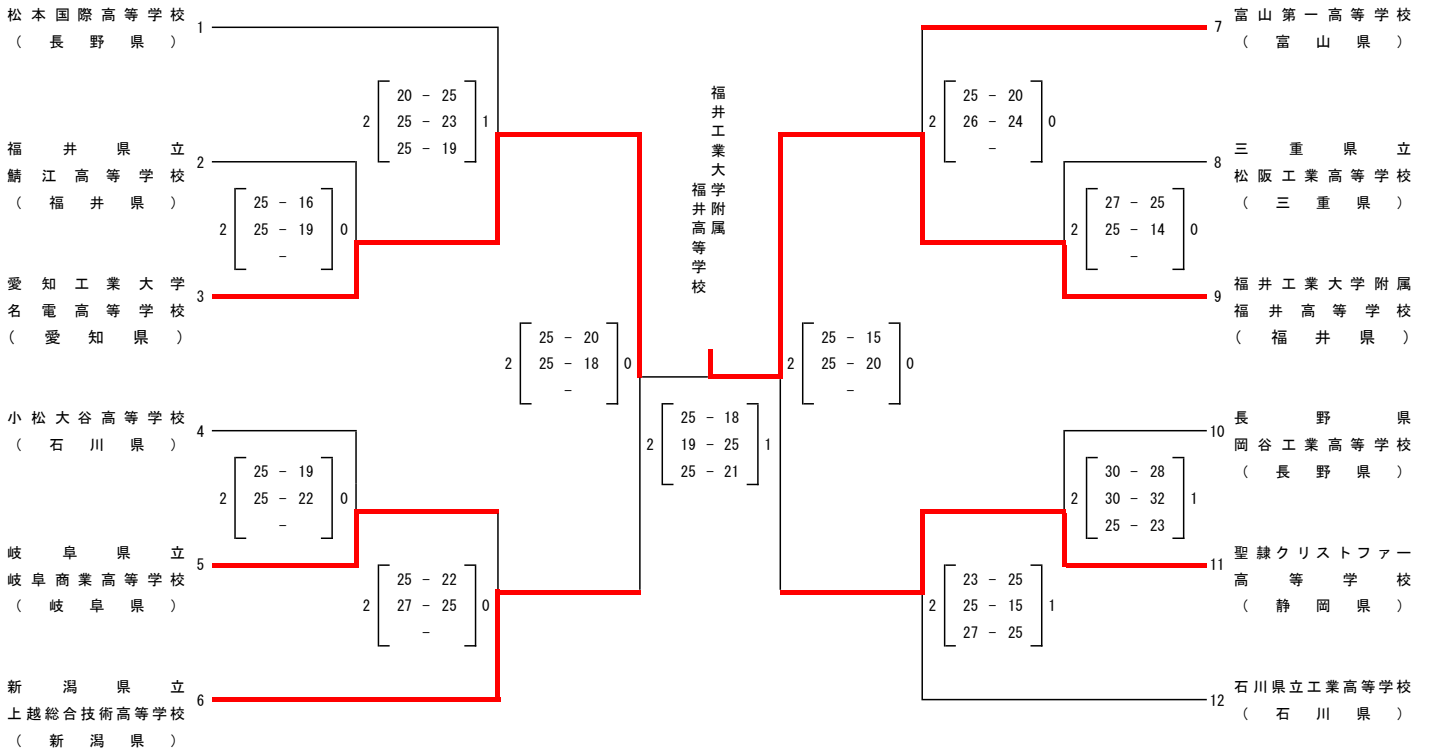 松本国際高等学校
1
（長野県）
福井県立
2
鯖江高等学校
（福井県）
愛知工業大学
3
名電高等学校
（愛知県）
小松大谷高等学校
4
（石川県）
岐阜県立
5
岐阜商業高等学校
（岐阜県）
新潟県立
6
上越総合技術高等学校
（新潟県）
20 - 25
2 25 - 23 1
25 - 19
25 - 16
2 25 - 19 0
-
25 - 20
2 25 - 18 0
-
25 - 19
2 25 - 22 0
-
25 - 22
2 27 - 25 0
-
福井工業大学附属
福井高等学校
25 - 18
2 19 - 25 1
25 - 21
25 - 20
2 26 - 24 0
-
27 - 25
2 25 - 14 0
-
25 - 15
2 25 - 20 0
-
30 - 28
2 30 - 32 1
25 - 23
23 - 25
2 25 - 15 1
27 - 25
富山第一高等学校
7
（富山県）
三重県立
8
松阪工業高等学校
（三重県）
福井工業大学附属
9
福井高等学校
（福井県）
長野県
10
岡谷工業高等学校
（長野県）
聖隷クリストファー
11
高等学校
（静岡県）
石川県立工業高等学校
12
（石川県）